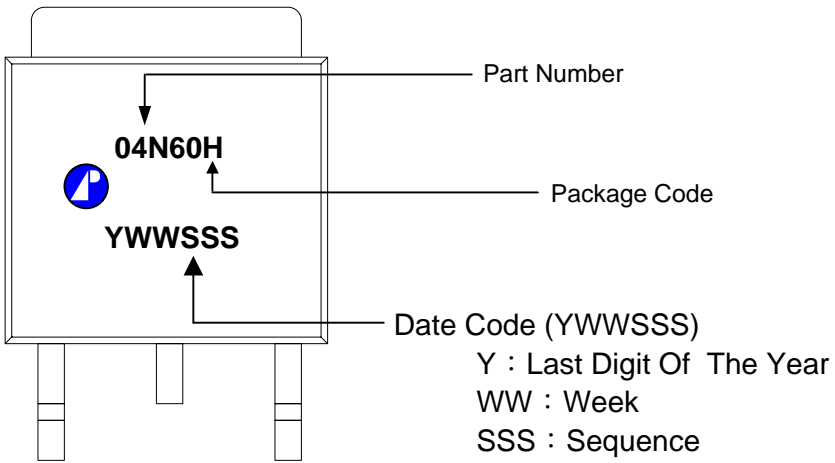 Part Number
04N60H
Package Code
YWWSSS
Date Code (YWWSSS)
Y：Last Digit Of The Year
WW：Week
SSS：Sequence